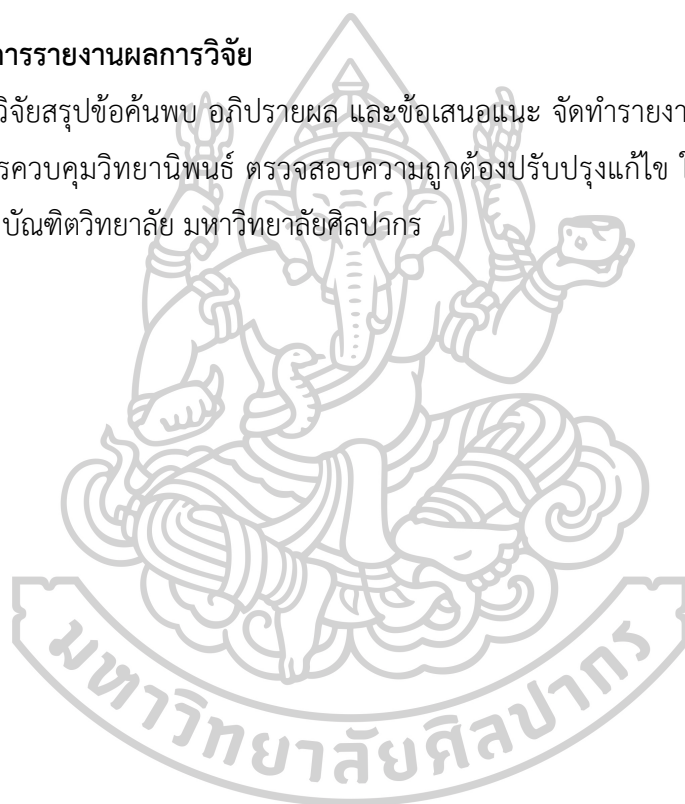 การรายงานผลการวิจัย
วิจัยสรุปข้อค้นพบ อภิปรายผล และข้อเสนอแนะ จัดทำรายงา
รควบคุมวิทยานิพนธ์ ตรวจสอบความถูกต้องปรับปรุงแก้ไข
บัณฑิตวิทยาลัย มหาวิทยาลัยศิลปากร
มหาวิทยาลัยศิลปากร